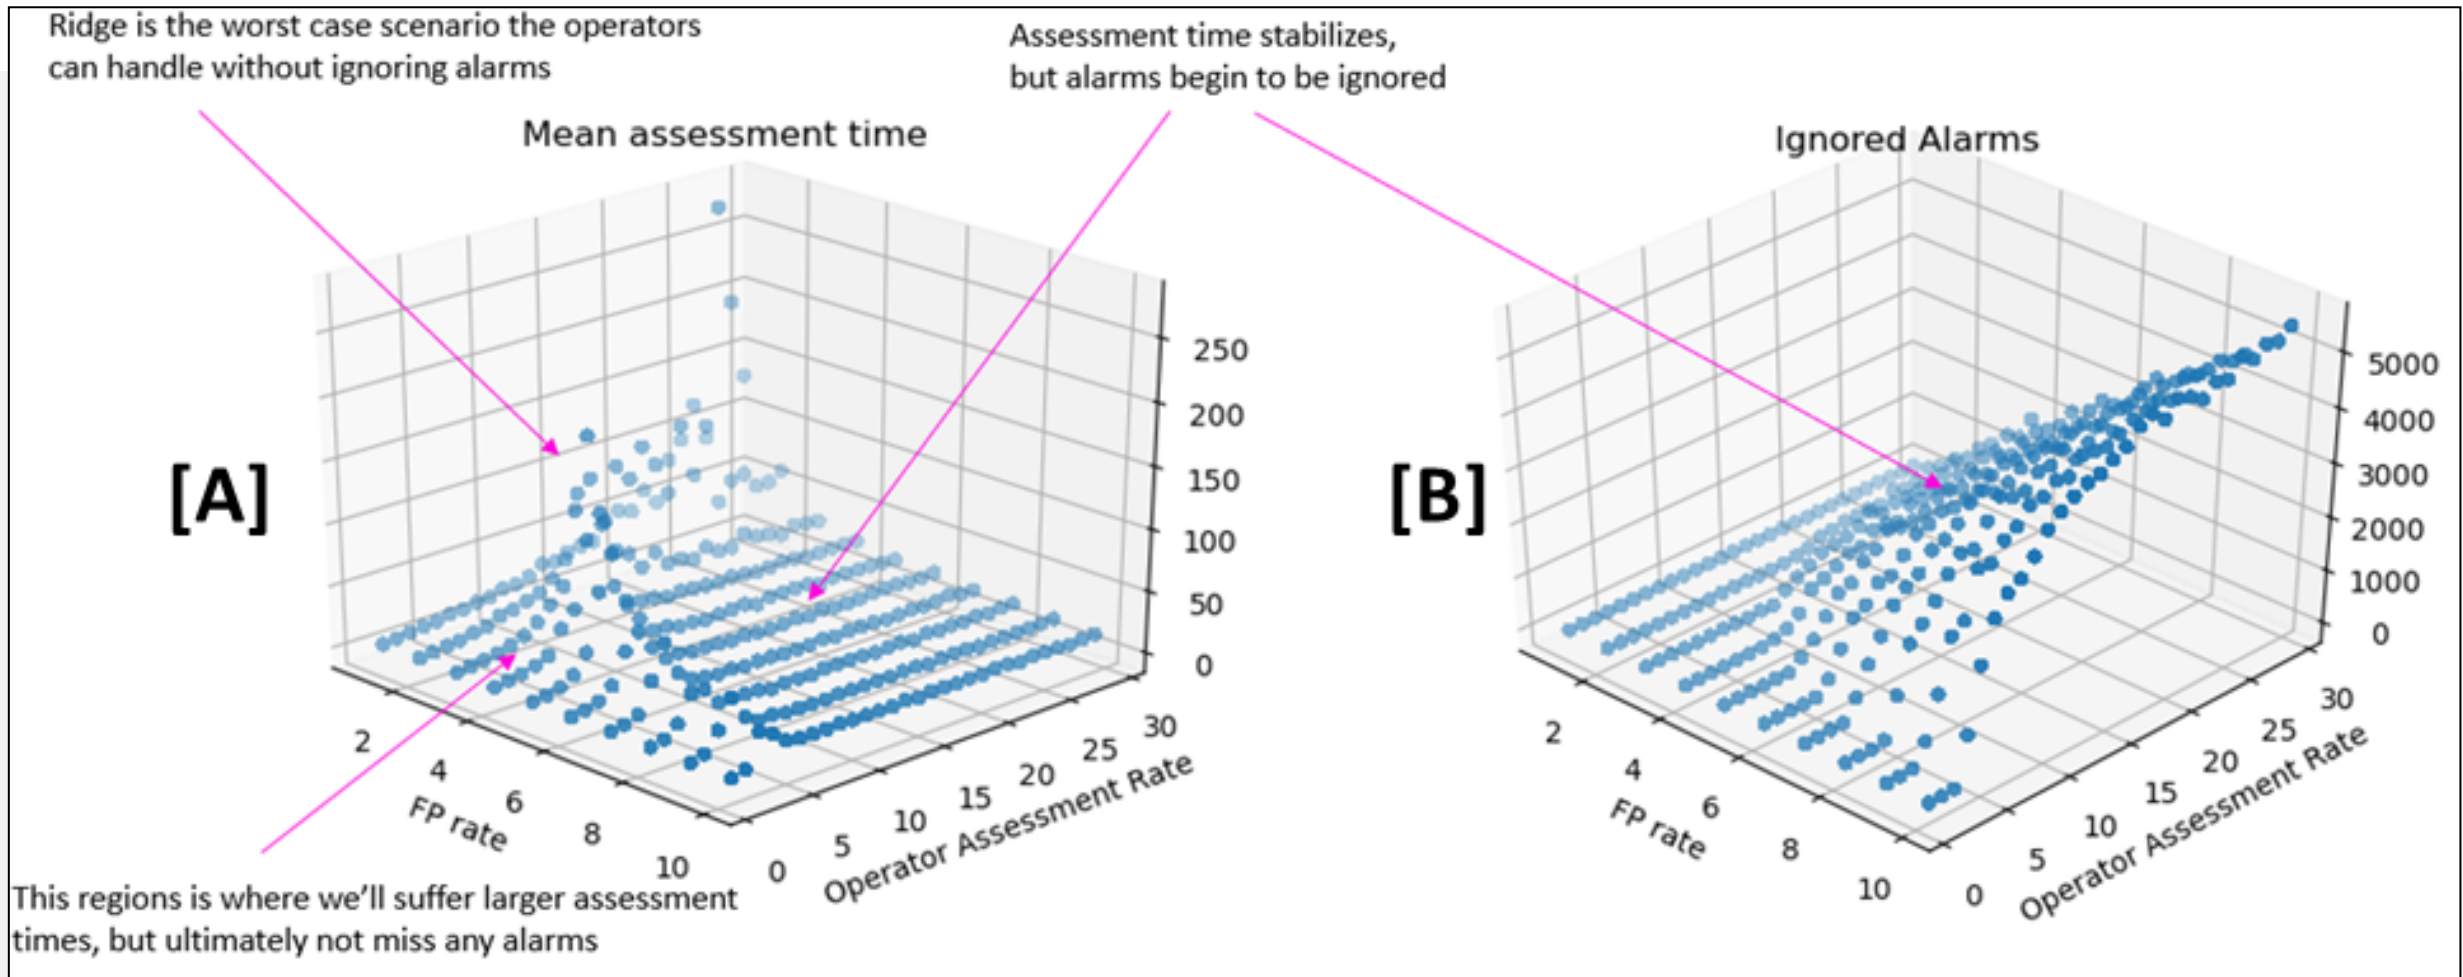 Ridge is the worst case scenario the operators
can handle without ignoring alarms
Assessment time stabilizes,
but alarms begin to be ignored
Mean assessment time
[A]
250
200
150
100
50
0
2
4
6
8
10
FP rate
0
5
10
15
20
25
30
Operator Assessment Rate
This regions is where we'll suffer larger assessment
times, but ultimately not miss any alarms
Ignored Alarms
[B]
5000
4000
3000
2000
1000
0
2
4
6
8
10
FP rate
0
5
10
15
20
25
30
Operator Assessment Rate